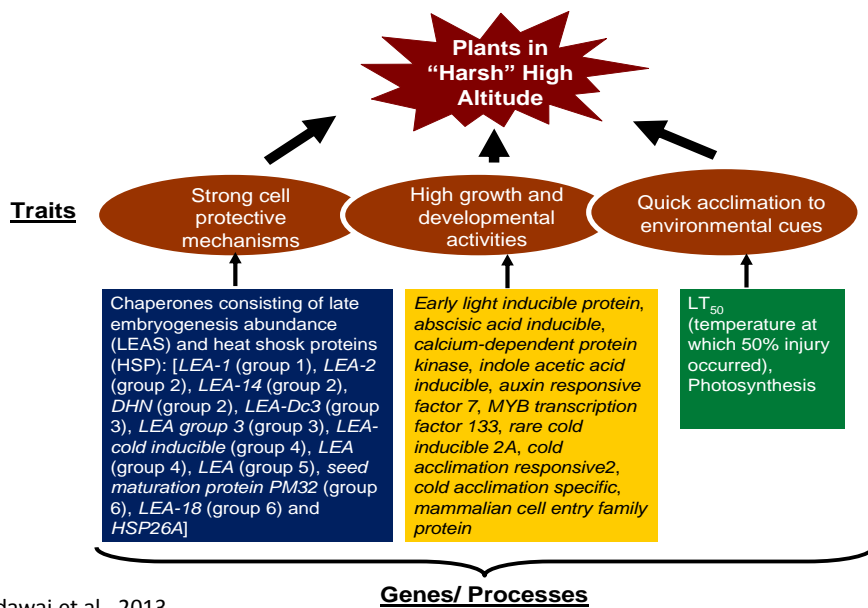 Plants in
“Harsh” High
Altitude
Traits
Strong cell
protective
mechanisms
High growth and
developmental
activities
Quick acclimation to
environmental cues
Chaperones consisting of late
embryogenesis abundance
(LEAS) and heat shosk proteins
(HSP): [LEA-1 (group 1), LEA-2
(group 2), LEA-14 (group 2),
DHN (group 2), LEA-Dc3 (group
3), LEA group 3 (group 3), LEA-
cold inducible (group 4), LEA
(group 4), LEA (group 5), seed
maturation protein PM32 (group
6), LEA-18 (group 6) and
HSP26A]
Early light inducible protein,
abscisic acid inducible,
calcium-dependent protein
kinase, indole acetic acid
inducible, auxin responsive
factor 7, MYB transcription
factor 133, rare cold
inducible 2A, cold
acclimation responsive2,
cold acclimation specific,
mammalian cell entry family
protein
LT50
(temperature at
which 50% injury
occurred),
Photosynthesis
Genes/ Processes
et al., 2013